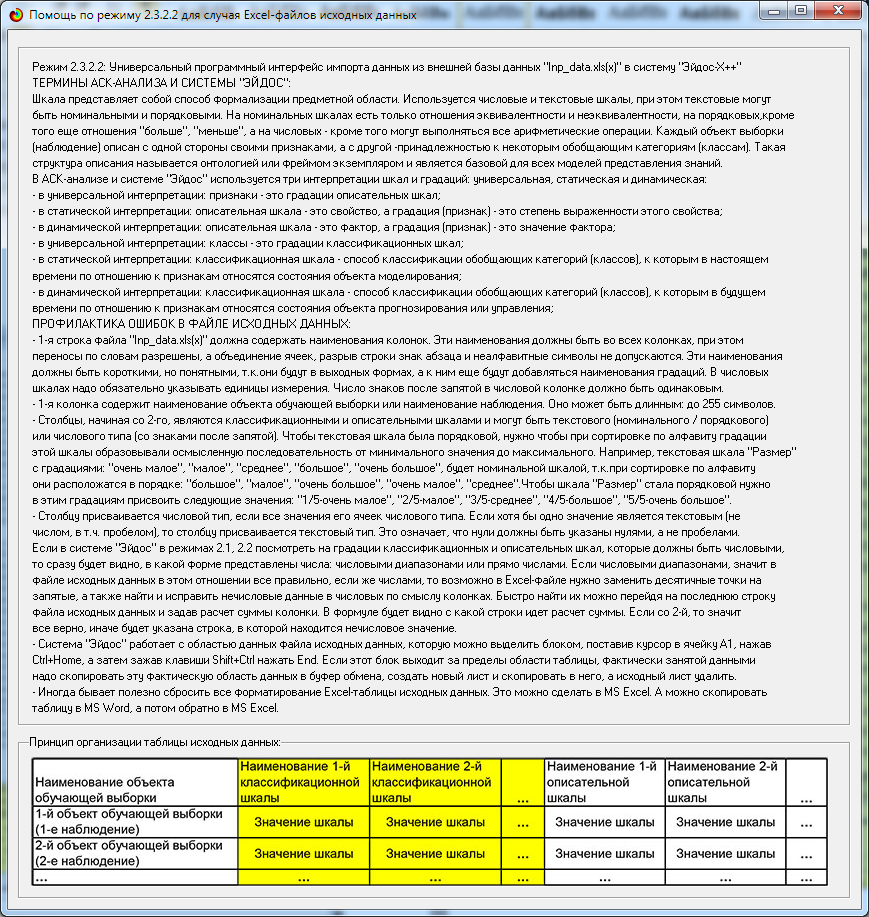 Помощь по режиму 2.3.2.2 для случая Excel-файлов исходных данных
Режим 2.3.2.2: Универсальный программный интерфейс импорта данных из внешней базы данных "Inp_data.xls(x)" в систему "Эйдос-X++"
ТЕРМИНЫ АСК-АНАЛИЗА И СИСТЕМЫ "ЭЙДОС":
Шкала представляет собой способ формализации предметной области. Используется числовые и текстовые шкалы, при этом текстовые могут
быть номинальными и порядковыми. На номинальных шкалах есть только отношения эквивалентности и неэквивалентности, на порядковых,кроме
того еще отношения "больше", "меньше", а на числовых - кроме того могут выполняться все арифметические операции. Каждый объект выборки
(наблюдение) описан с одной стороны своими признаками, а с другой -принадлежностью к некоторым обобщающим категориям (классам). Такая
структура описания называется онтологией или фреймом экземпляром и является базовой для всех моделей представления знаний.
В АСК-анализе и системе "Эйдос" используется три интерпретации шкал и градаций: универсальная, статическая и динамическая:
- в универсальной интерпретации: признаки - это градации описательных шкал;
- в статической интерпретации: описательная шкала - это свойство, а градация (признак) - это степень выраженности этого свойства;
- в динамической интерпретации: описательная шкала - это фактор, а градация (признак) - это значение фактора;
- в универсальной интерпретации: классы - это градации классификационных шкал;
- в статической интерпретации: классификационная шкала - способ классификации обобщающих категорий (классов), к которым в настоящем
времени по отношению к признакам относятся состояния объекта моделирования;
- в динамической интерпретации: классификационная шкала - способ классификации обобщающих категорий (классов), к которым в будущем
времени по отношению к признакам относятся состояния объекта прогнозирования или управления;
ПРОФИЛАКТИКА ОШИБОК В ФАЙЛЕ ИСХОДНЫХ ДАННЫХ:
- 1-я строка файла "Inp_data.xls(x)" должна содержать наименования колонок. Эти наименования должны быть во всех колонках, при этом
переносы по словам разрешены, а объединение ячеек, разрыв строки знак абзаца и неалфавитные символы не допускаются. Эти наименования
должны быть короткими, но понятными, т.к.они будут в выходных формах, а к ним еще будут добавляться наименования градаций. В числовых
шкалах надо обязательно указывать единицы измерения. Число знаков после запятой в числовой колонке должно быть одинаковым.
- 1-я колонка содержит наименование объекта обучающей выборки или наименование наблюдения. Оно может быть длинным: до 255 символов.
- Столбцы, начиная со 2-го, являются классификационными и описательными шкалами и могут быть текстового (номинального / порядкового)
или числового типа (со знаками после запятой). Чтобы текстовая шкала была порядковой, нужно чтобы при сортировке по алфавиту градации
этой шкалы образовывали осмысленную последовательность от минимального значения до максимального. Например, текстовая шкала "Размер"
с градациями: "очень малое", "малое", "среднее", "большое", "очень большое", будет номинальной шкалой, т.к.при сортировке по алфавиту
они расположатся в порядке: "большое", "малое", "очень большое", "очень малое", "среднее".Чтобы шкала "Размер" стала порядковой нужно
в этим градациям присвоить следующие значения: "1/5-очень малое", "2/5-малое", "3/5-среднее", "4/5-большое", "5/5-очень большое".
- Столбцу присваивается числовой тип, если все значения его ячеек числового типа. Если хотя бы одно значение является текстовым (не
числом, в т.ч. пробелом), то столбцу присваивается текстовый тип. Это означает, что нули должны быть указаны нулями, а не пробелами.
Если в системе "Эйдос" в режимах 2.1, 2.2 посмотреть на градации классификационных и описательных шкал, которые должны быть числовыми,
то сразу будет видно, в какой форме представлены числа: числовыми диапазонами или прямо числами. Если числовыми диапазонами, значит в
файле исходных данных в этом отношении все правильно, если же числами, то возможно в Excel-файле нужно заменить десятичные точки на
запятые, а также найти и исправить нечисловые данные в числовых по смыслу колонках. Быстро найти их можно перейдя на последнюю строку
файла исходных данных и задав расчет суммы колонки. В формуле будет видно с какой строки идет расчет суммы. Если со 2-й, то значит
все верно, иначе будет указана строка, в которой находится нечисловое значение.
- Система "Эйдос" работает с областью данных файла исходных данных, которую можно выделить блоком, поставив курсор в ячейку A1, нажав
Ctrl+Home, а затем зажав клавиши Shift+Ctrl нажать End. Если этот блок выходит за пределы области таблицы, фактически занятой данными
надо скопировать эту фактическую область данных в буфер обмена, создать новый лист и скопировать в него, а исходный лист удалить.
- Иногда бывает полезно сбросить все форматирование Excel-таблицы исходных данных. Это можно сделать в MS Excel. А можно скопировать
таблицу в MS Word, а потом обратно в MS Excel.
Принцип организации таблицы исходных данных:
Наименование объекта обучающей выборки Наименование 1-й классификационной шкалы Наименование 2-й классификационной шкалы ... Наименование 1-й описательной шкалы Наименование 2-й описательной шкалы ...
1-й объект обучающей выборки (1-е наблюдение) Значение шкалы Значение шкалы ... Значение шкалы Значение шкалы ...
2-й объект обучающей выборки (2-е наблюдение) Значение шкалы Значение шкалы ... Значение шкалы Значение шкалы ...
... ... ... ... ... ... ...